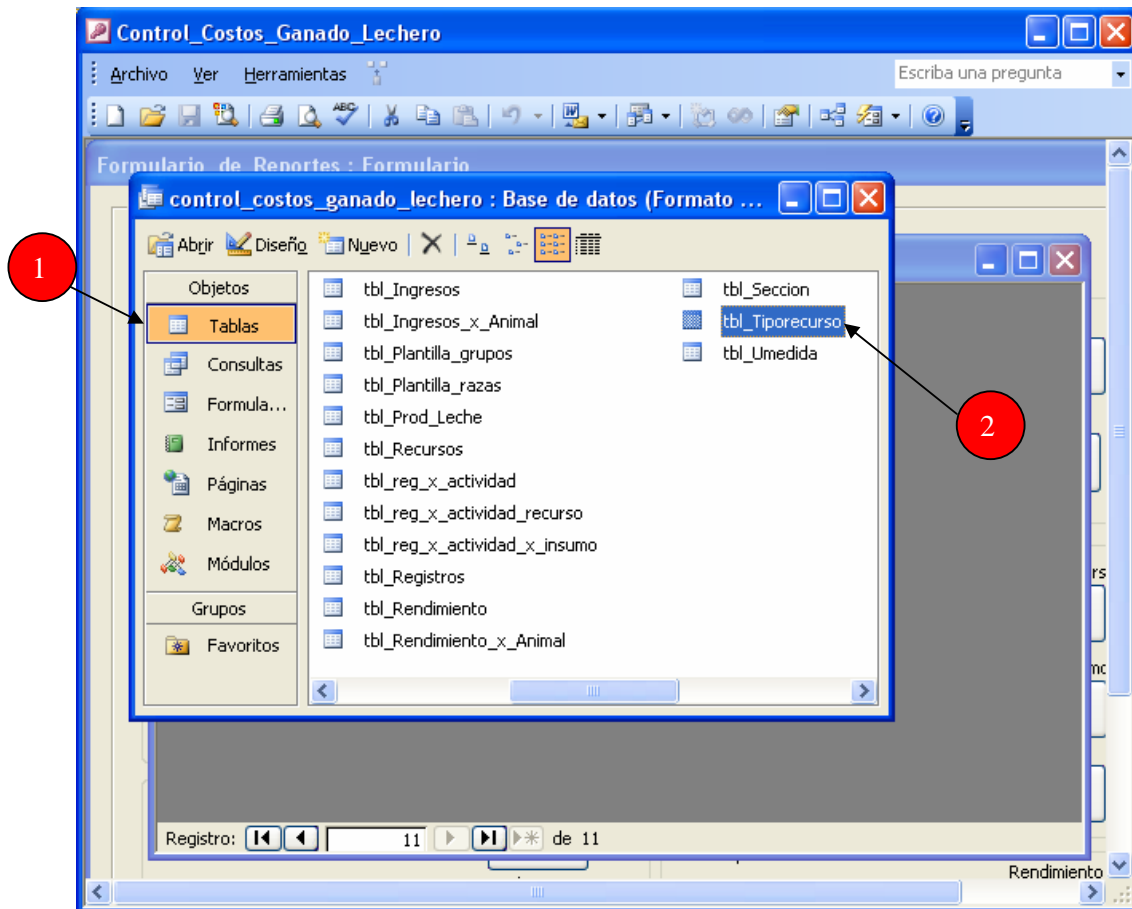 Control_Costos_Ganado_Lechero
Archivo Ver Herramientas
Escriba una pregunta
Formulario de Reportes : Formulario
control_costos_ganado_lechero : Base de datos (Formato ...
Abrir Diseño Nuevo
1
Objetos
Tablas
Consultas
Formula...
Informes
Páginas
Macros
Módulos
Grupos
Favoritos
tbl_Ingresos
tbl_Ingresos_x_Animal
tbl_Plantilla_grupos
tbl_Plantilla_razas
tbl_Prod_Leche
tbl_Recursos
tbl_reg_x_actividad
tbl_reg_x_actividad_recurso
tbl_reg_x_actividad_x_insumo
tbl_Registros
tbl_Rendimiento
tbl_Rendimiento_x_Animal
tbl_Seccion
tbl_Tiporecurso
tbl_Umedida
2
rs
Registro: 11 de 11
Rendimiento